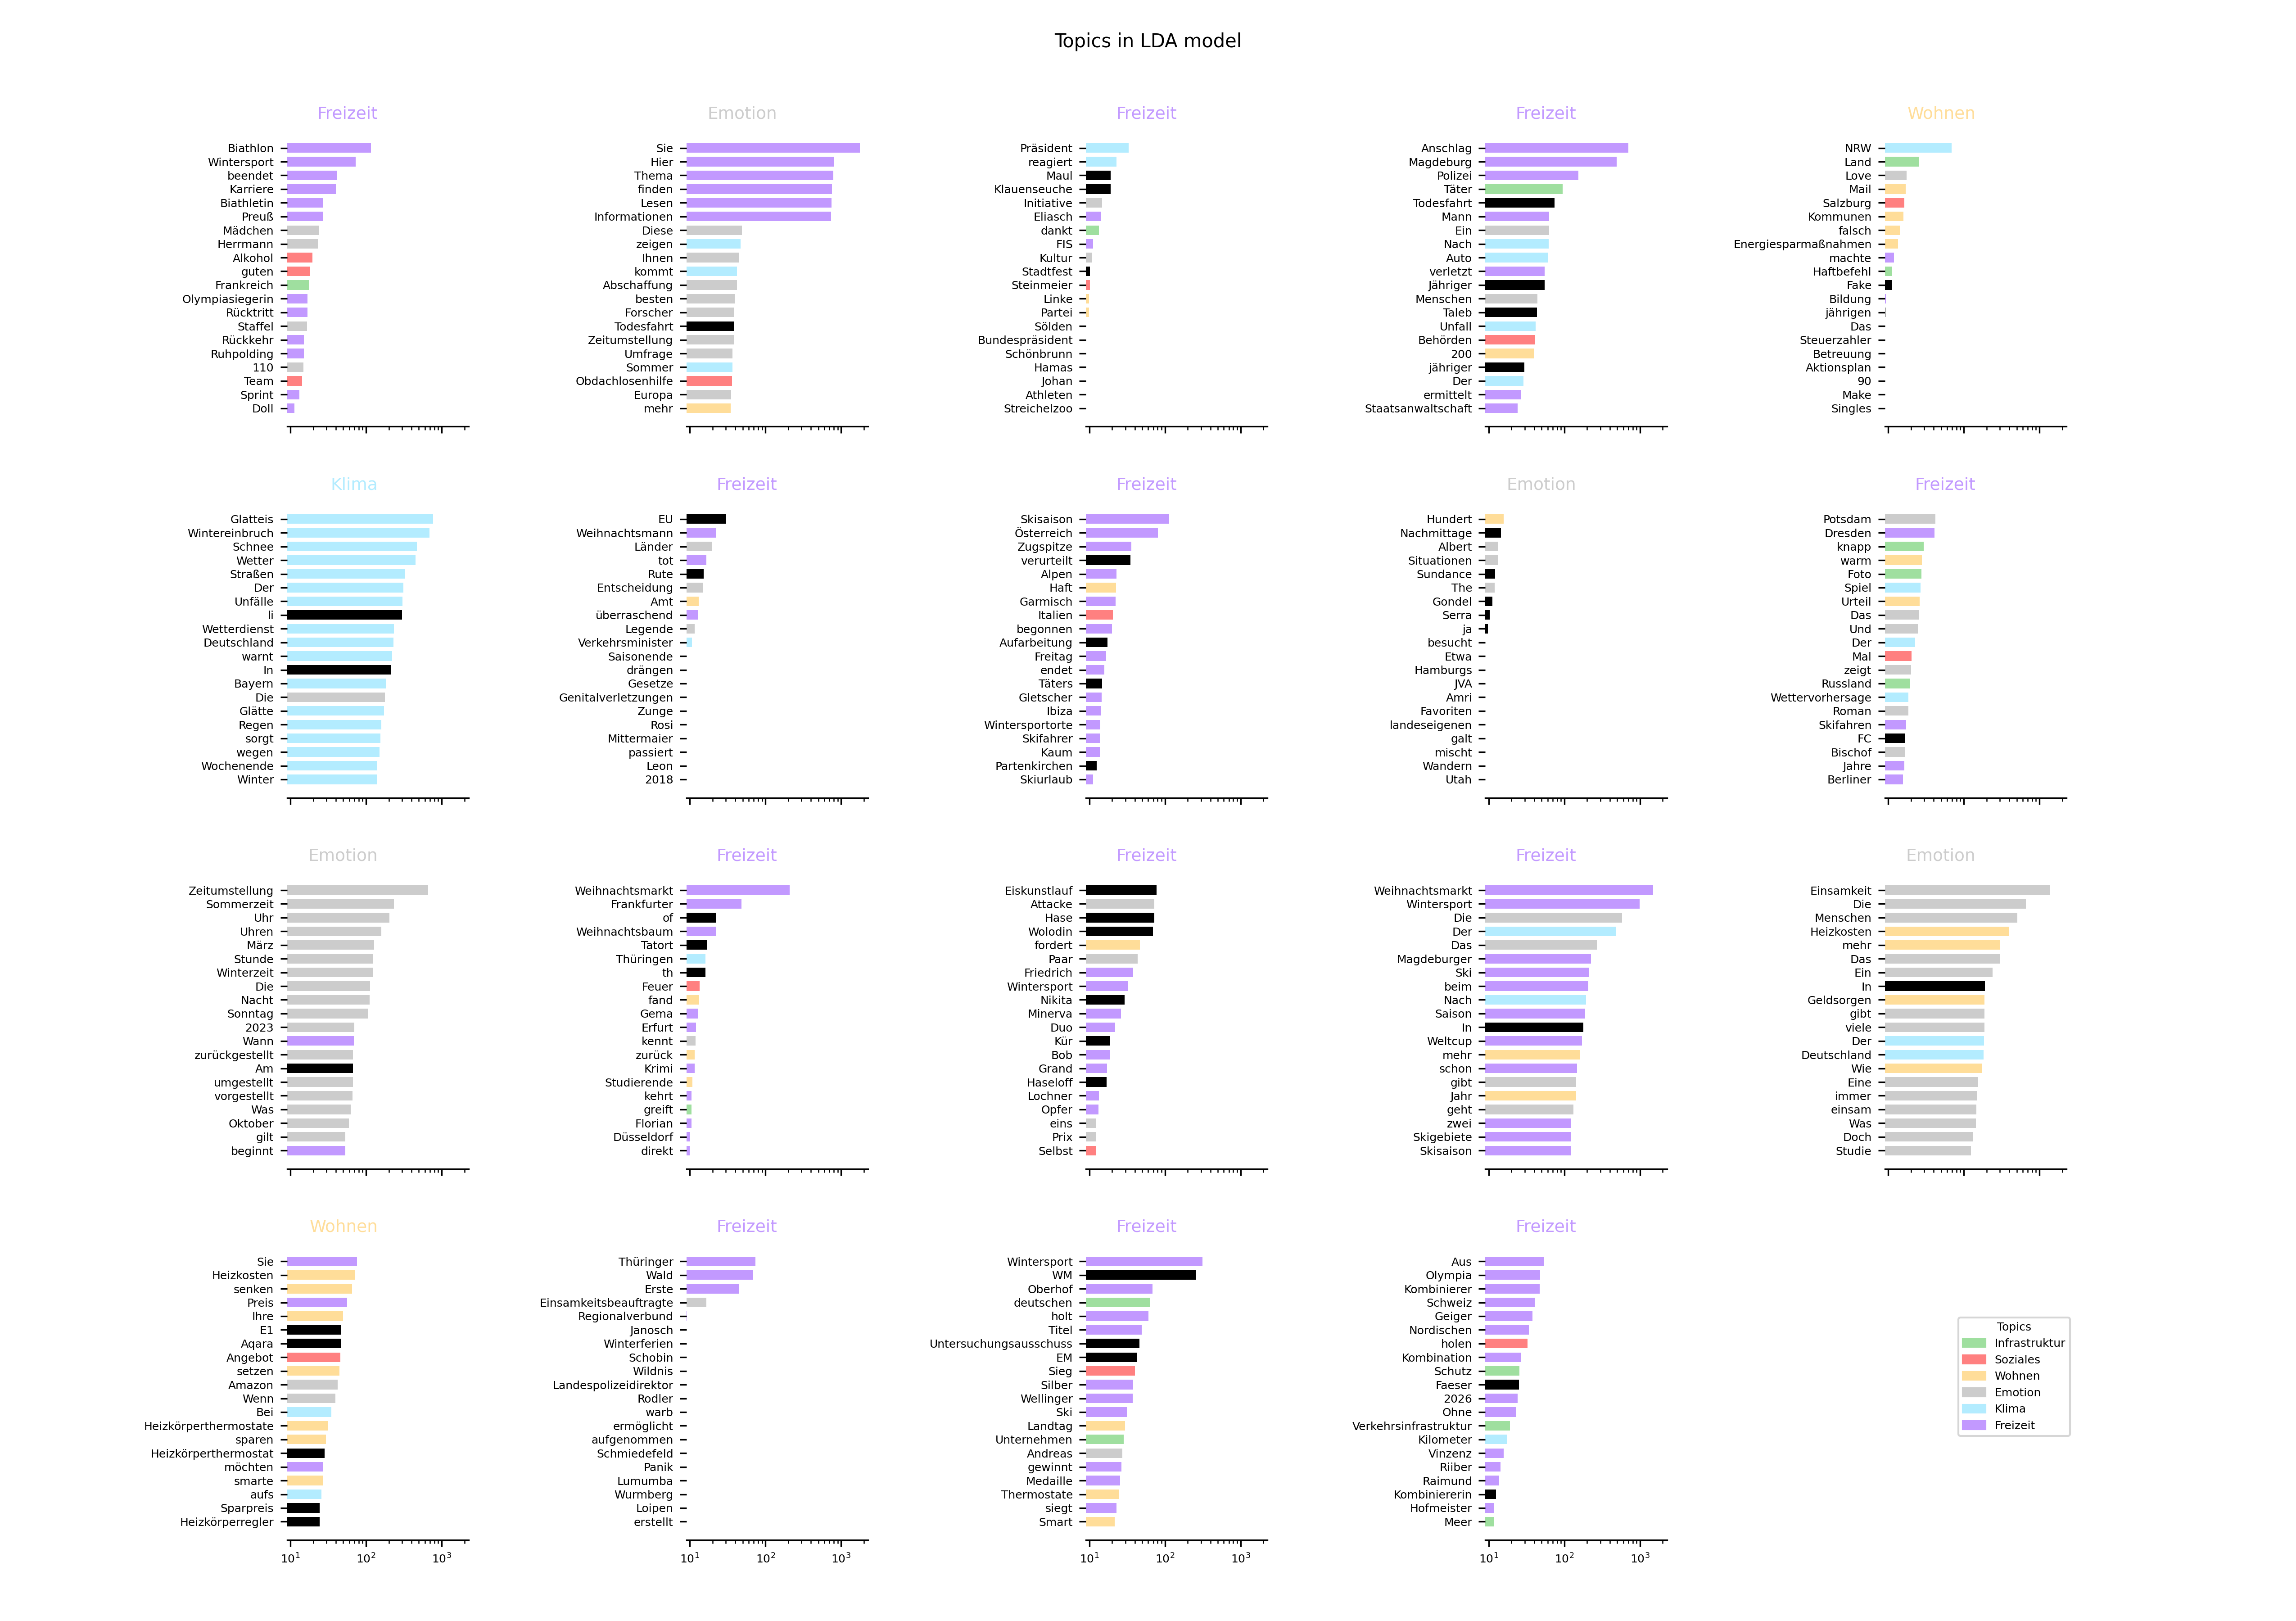 Topics in LDA model
Freizeit
Biathlon
Wintersport
beendet
Karriere
Biathletin
Preuß
Mädchen
Herrmann
Alkohol
guten
Frankreich
Olympiasiegerin
Rücktritt
Staffel
Rückkehr
Ruhpolding
110
Team
Sprint
Doll
Emotion
Sie
Hier
Thema
finden
Lesen
Informationen
Diese
zeigen
Ihnen
kommt
Abschaffung
besten
Forscher
Todesfahrt
Zeitumstellung
Umfrage
Sommer
Obdachlosenhilfe
Europa
mehr
Freizeit
Präsident
reagiert
Maul
Klauenseuche
Initiative
Eliasch
dankt
FIS
Kultur
Stadtfest
Steinmeier
Linke
Partei
Sölden
Bundespräsident
Schönbrunn
Hamas
Johan
Athleten
Streichelzoo
Freizeit
Anschlag
Magdeburg
Polizei
Täter
Todesfahrt
Mann
Ein
Nach
Auto
verletzt
Jähriger
Menschen
Taleb
Unfall
Behörden
200
jähriger
Der
ermittelt
Staatsanwaltschaft
Wohnen
NRW
Land
Love
Mail
Salzburg
Kommunen
falsch
Energiesparmaßnahmen
machte
Haftbefehl
Fake
Bildung
jährigen
Das
Steuerzahler
Betreuung
Aktionsplan
90
Make
Singles
Klima
Glatteis
Wintereinbruch
Schnee
Wetter
Straßen
Der
Unfälle
li
Wetterdienst
Deutschland
warnt
In
Bayern
Die
Glätte
Regen
sorgt
wegen
Wochenende
Winter
Freizeit
EU
Weihnachtsmann
Länder
tot
Rute
Entscheidung
Amt
überraschend
Legende
Verkehrsminister
Saisonende
drängen
Gesetze
Genitalverletzungen
Zunge
Rosi
Mittermaier
passiert
Leon
2018
Freizeit
Skisaison
Österreich
Zugspitze
verurteilt
Alpen
Haft
Garmisch
Italien
begonnen
Aufarbeitung
Freitag
endet
Täters
Gletscher
Ibiza
Wintersportorte
Skifahrer
Kaum
Partenkirchen
Skiurlaub
Emotion
Hundert
Nachmittage
Albert
Situationen
Sundance
The
Gondel
Serra
ja
besucht
Etwa
Hamburgs
JVA
Amri
Favoriten
landeseigenen
galt
mischt
Wandern
Utah
Freizeit
Potsdam
Dresden
knapp
warm
Foto
Spiel
Urteil
Das
Und
Der
Mal
zeigt
Russland
Wettervorhersage
Roman
Skifahren
FC
Bischof
Jahre
Berliner
Emotion
Zeitumstellung
Sommerzeit
Uhr
Uhren
März
Stunde
Winterzeit
Die
Nacht
Sonntag
2023
Wann
zurückgestellt
Am
umgestellt
vorgestellt
Was
Oktober
gilt
beginnt
Freizeit
Weihnachtsmarkt
Frankfurter
of
Weihnachtsbaum
Tatort
Thüringen
th
Feuer
fand
Gema
Erfurt
kennt
zurück
Krimi
Studierende
kehrt
greift
Florian
Düsseldorf
direkt
Freizeit
Eiskunstlauf
Attacke
Hase
Wolodin
fordert
Paar
Friedrich
Wintersport
Nikita
Minerva
Duo
Kür
Bob
Grand
Haseloff
Lochner
Opfer
eins
Prix
Selbst
Freizeit
Weihnachtsmarkt
Wintersport
Die
Der
Das
Magdeburger
Ski
beim
Nach
Saison
In
Weltcup
mehr
schon
gibt
Jahr
geht
zwei
Skigebiete
Skisaison
Emotion
Einsamkeit
Die
Menschen
Heizkosten
mehr
Das
Ein
In
Geldsorgen
gibt
viele
Der
Deutschland
Wie
Eine
immer
einsam
Was
Doch
Studie
Wohnen
Sie
Heizkosten
senken
Preis
Ihre
E1
Aqara
Angebot
setzen
Amazon
Wenn
Bei
Heizkörperthermostate
sparen
Heizkörperthermostat
möchten
smarte
aufs
Sparpreis
Heizkörperregler
10¹ 10² 10³
Freizeit
Thüringer
Wald
Erste
Einsamkeitsbeauftragte
Regionalverbund
Janosch
Winterferien
Schobin
Wildnis
Landespolizeidirektor
Rodler
warb
ermöglicht
aufgenommen
Schmiedefeld
Panik
Lumumba
Wurmberg
Loipen
erstellt
10¹ 10² 10³
Freizeit
Wintersport
WM
Oberhof
deutschen
holt
Titel
Untersuchungsausschuss
EM
Sieg
Silber
Wellinger
Ski
Landtag
Unternehmen
Andreas
gewinnt
Medaille
Thermostate
siegt
Smart
10¹ 10² 10³
Freizeit
Aus
Olympia
Kombinierer
Schweiz
Geiger
Nordischen
holen
Kombination
Schutz
Faeser
2026
Ohne
Verkehrsinfrastruktur
Kilometer
Vinzenz
Riiber
Raimund
Kombiniererin
Hofmeister
Meer
10¹ 10² 10³
Topics
Infrastruktur
Soziales
Wohnen
Emotion
Klima
Freizeit